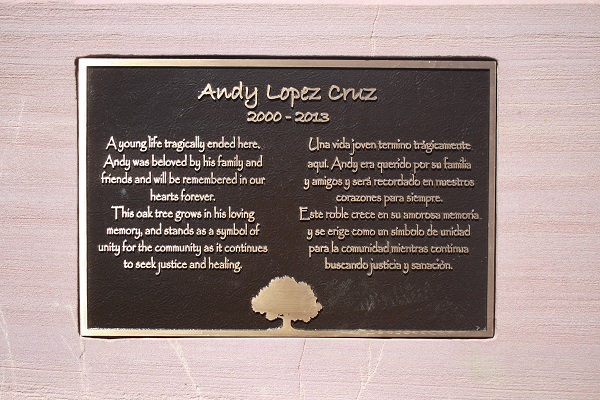 Andy Lopez Cruz
2000 - 2013
A young life tragically ended here.
Andy was beloved by his family and
friends and will be remembered in our
hearts forever.
This oak tree grows in his loving
memory, and stands as a symbol of
unity for the community as it continues
to seek justice and healing.
Una vida joven termino trágicamente
aquí. Andy era querido por su familia
y amigos y será recordado en nuestros
corazones para siempre.
Este roble crece en su amorosa memoria
y se erige como un símbolo de unidad
para la comunidad mientras continua
buscando justicia y sanación.